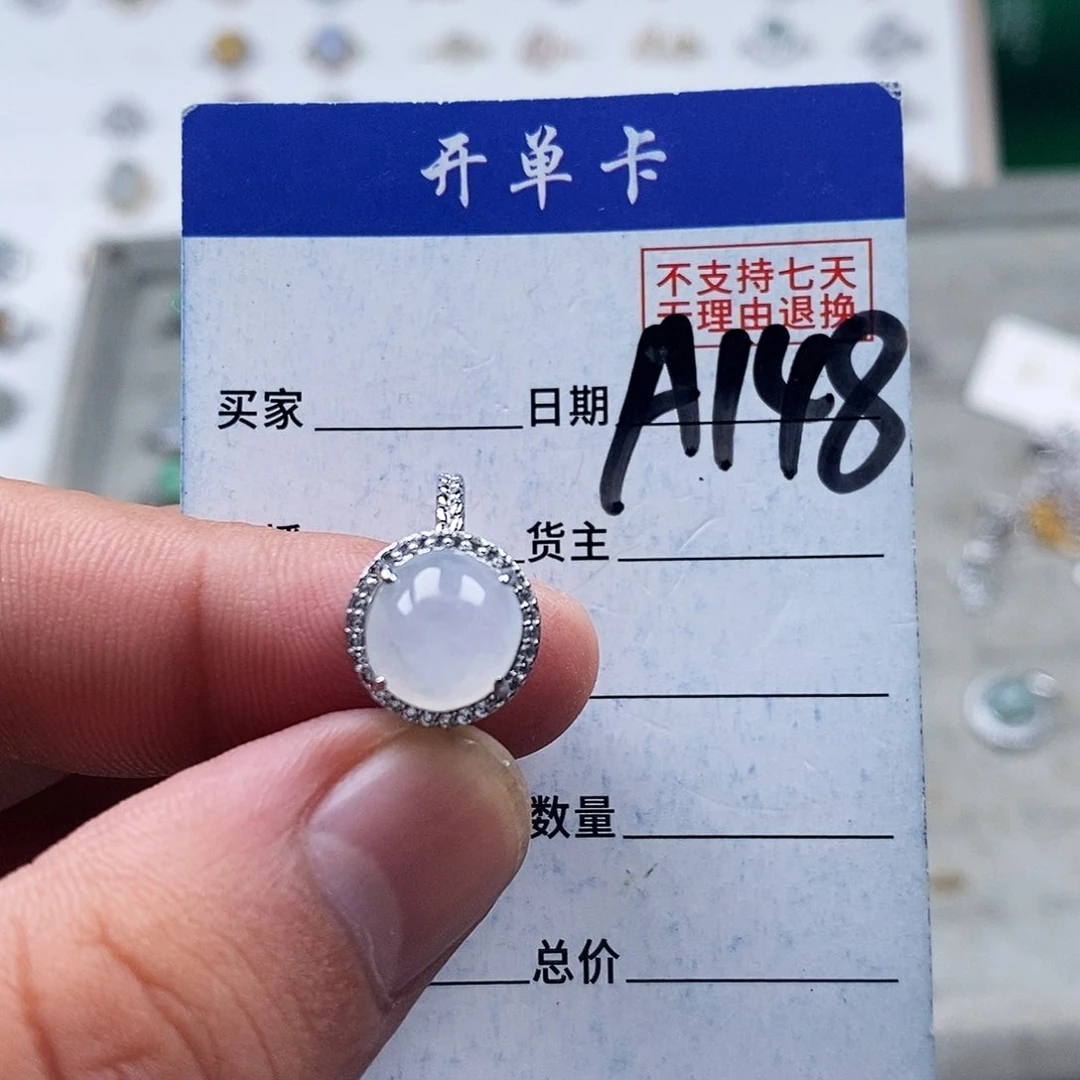 开单卡
不支持七天
无理由退换
买家 日期 A148
播 货主
数量
总价